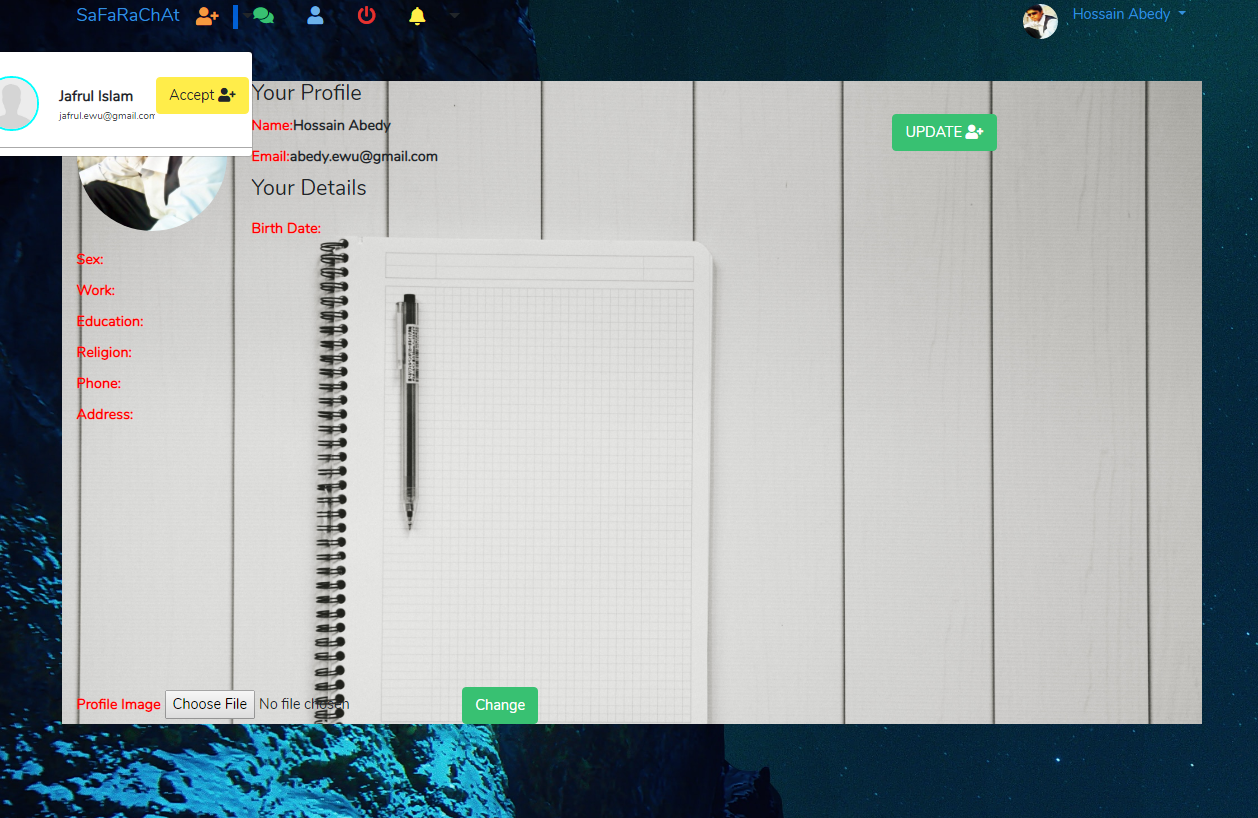 SaFaRaChAt
Hossain Abedy
Jafrul Islam
jafrul.ewu@gmail.com
Accept
Your Profile
Name:Hossain Abedy
UPDATE
Email:abedy.ewu@gmail.com
Your Details
Birth Date:
Sex:
Work:
Education:
Religion:
Phone:
Address:
Profile Image Choose File No file chosen Change